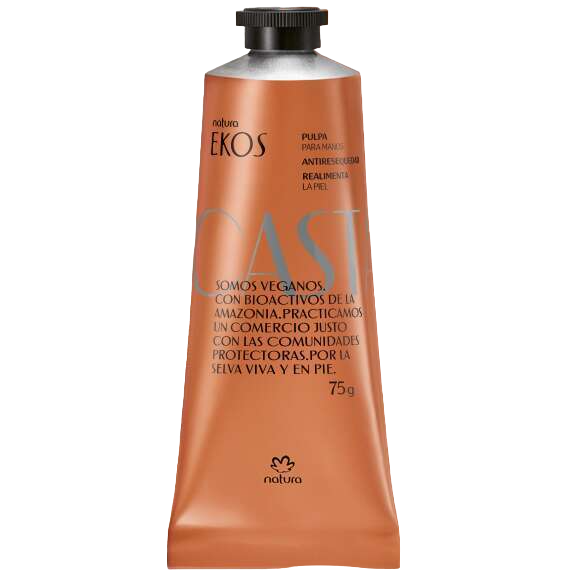 natura
EKOS
PULPA
PARA MANOS
ANTIRESEQUEDAD
REALIMENTA
LA PIEL
CAST
SOMOS VEGANOS.
CON BIOACTIVOS DE LA
AMAZONIA.PRACTICAMOS
UN COMERCIO JUSTO
CON LAS COMUNIDADES
PROTECTORAS.POR LA
SELVA VIVA Y EN PIE.
75g
natura